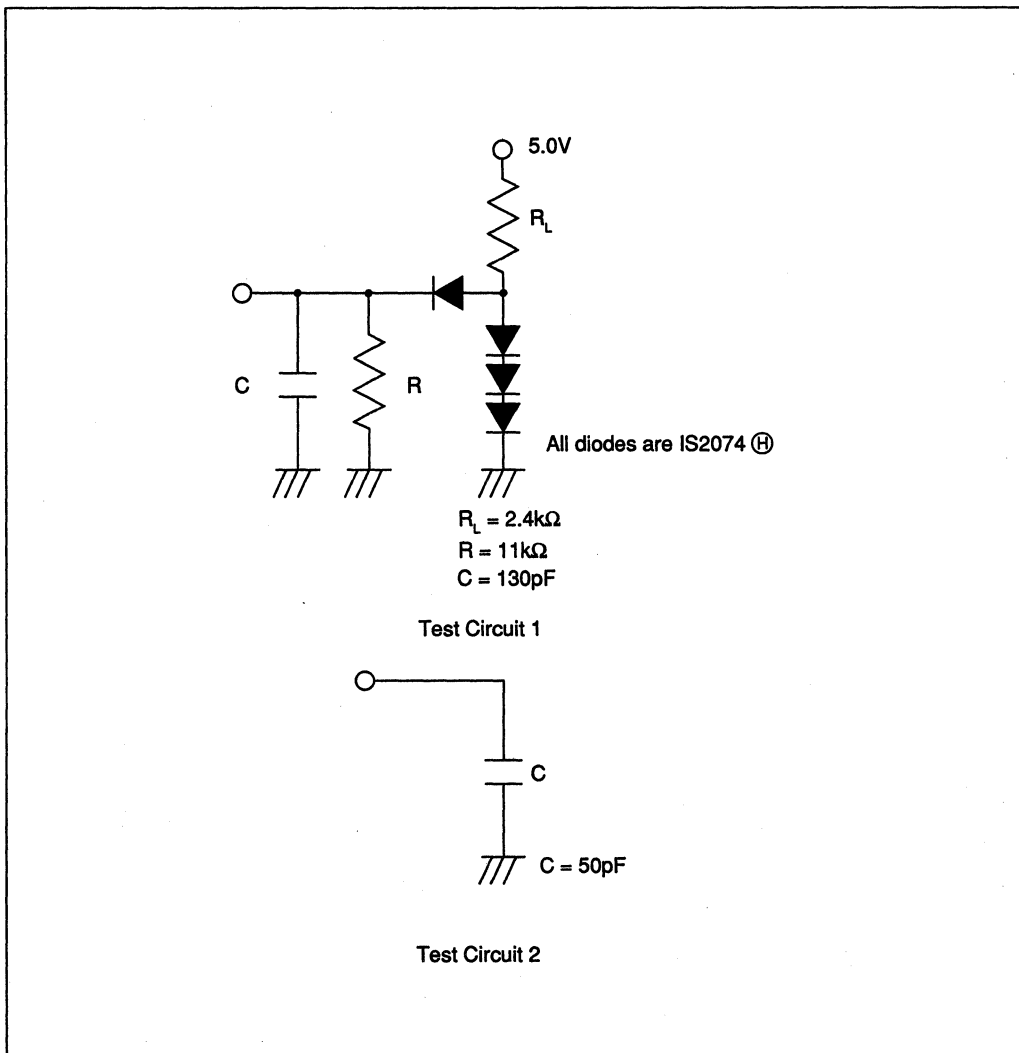 5.0V
R_L
C
R
All diodes are IS2074 Ⓗ
R_L = 2.4kΩ
R = 11kΩ
C = 130pF
Test Circuit 1
C
C = 50pF
Test Circuit 2